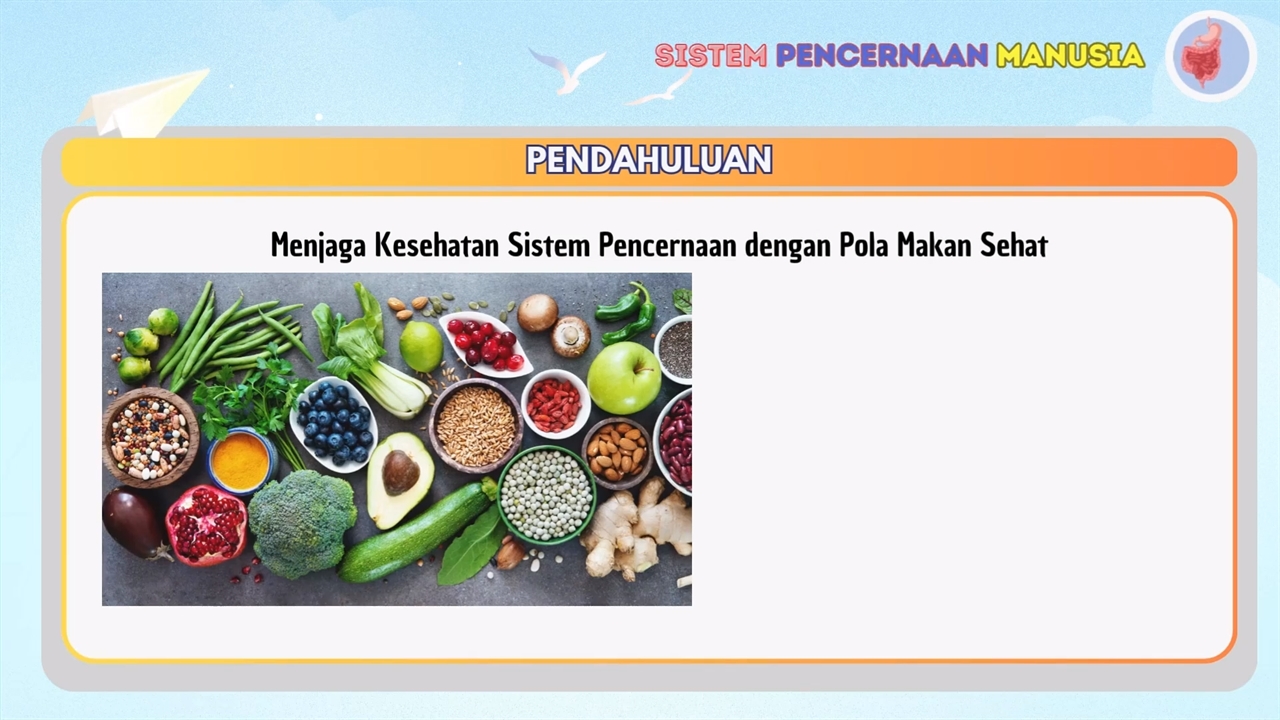 SISTEM PENCERNAAN MANUSIA
PENDAHULUAN
Menjaga Kesehatan Sistem Pencernaan dengan Pola Makan Sehat